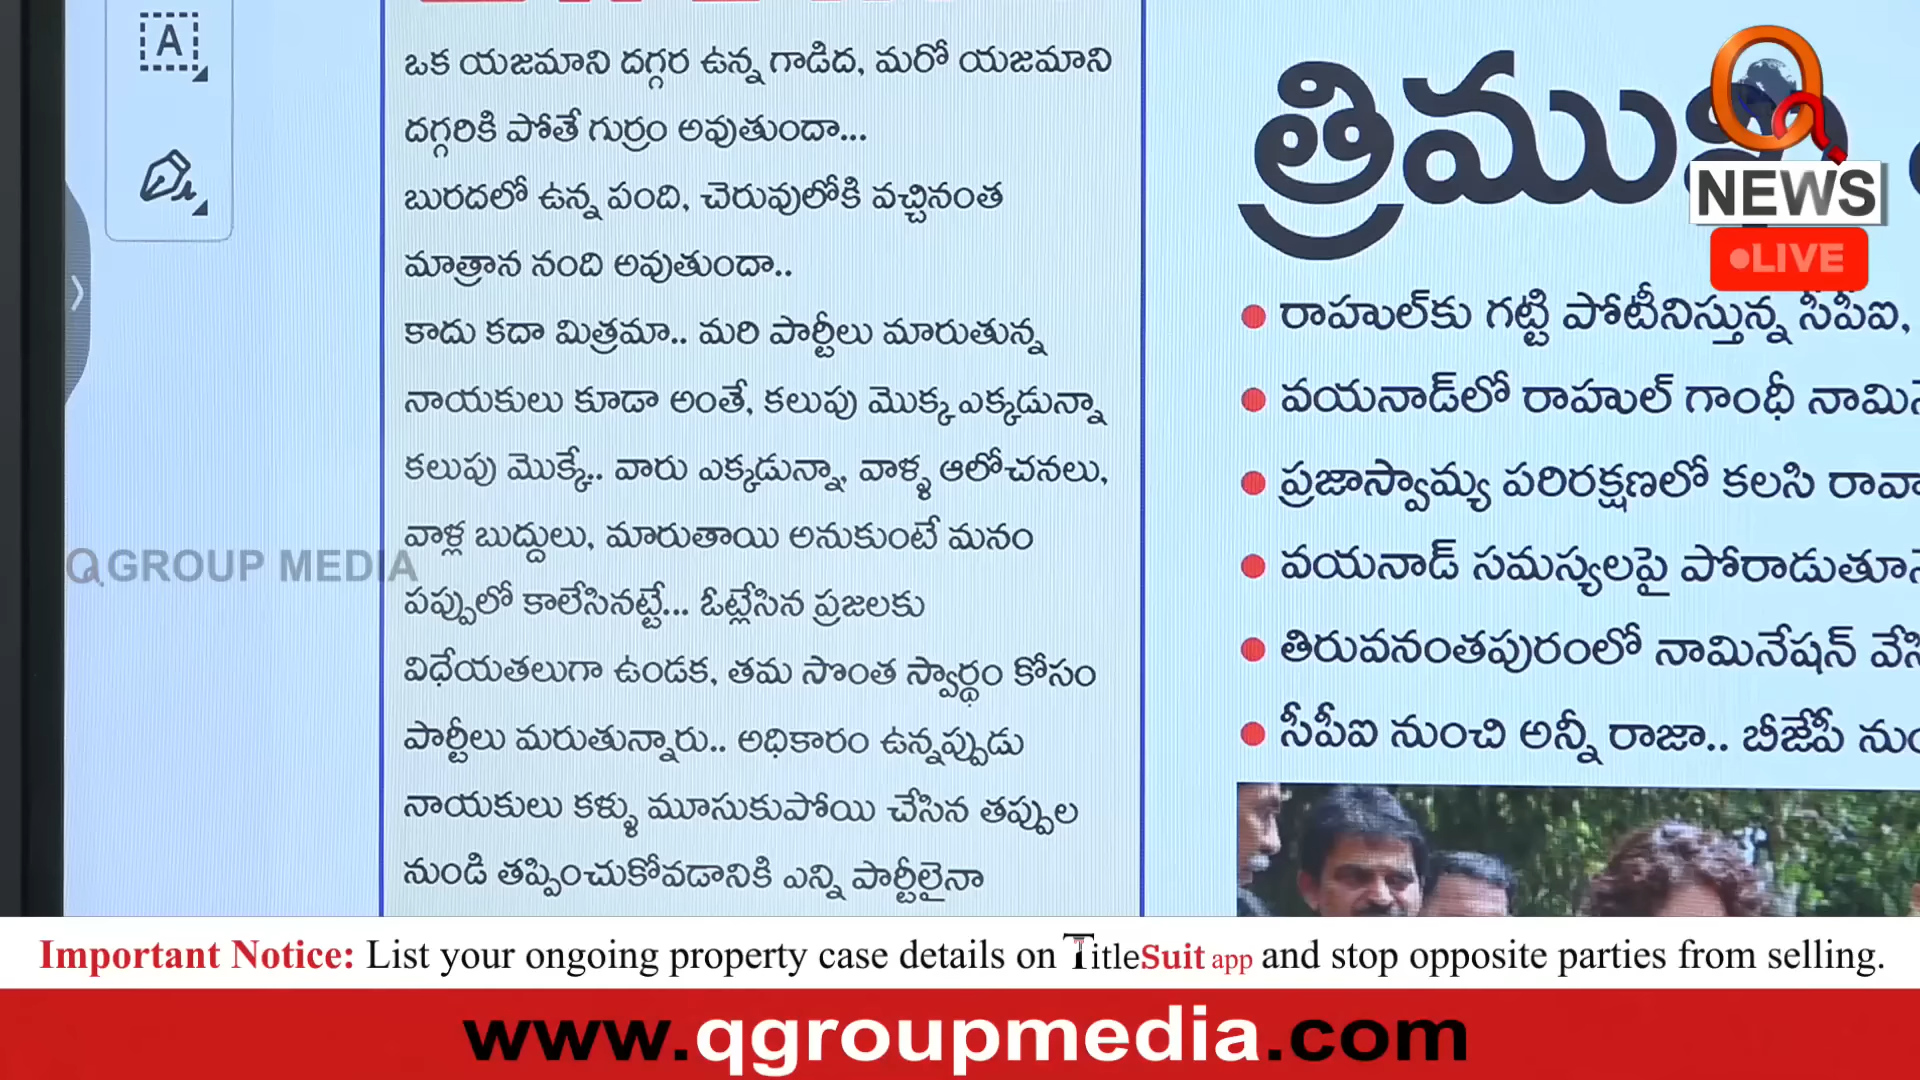 ఒక యజమాని దగ్గర ఉన్న గాడిద, మరో యజమాని
దగ్గరికి పోతే గుర్రం అవుతుందా...
బురదలో ఉన్న పంది, చెరువులోకి వచ్చినంత
మాత్రాన నంది అవుతుందా..
కాదు కదా మిత్రమా.. మరి పార్టీలు మారుతున్న
నాయకులు కూడా అంతే, కలుపు మొక్క ఎక్కడున్నా
కలుపు మొక్కే.. వారు ఎక్కడున్నా, వాళ్ళ ఆలోచనలు,
వాళ్ల బుద్దులు, మారుతాయి అనుకుంటే మనం
పప్పులో కాలేసినట్టే... ఓట్లేసిన ప్రజలకు
విధేయతలుగా ఉండక, తమ సొంత స్వార్థం కోసం
పార్టీలు మరుతున్నారు.. అధికారం ఉన్నప్పుడు
నాయకులు కళ్ళు మూసుకుపోయి చేసిన తప్పుల
నుండి తప్పించుకోవడానికి ఎన్ని పార్టీలైనా
• రాహుల్‌కు గట్టి పోటీనిస్తున్న సీపీఐ,
• వయనాడ్‌లో రాహుల్ గాంధీ
• ప్రజాస్వామ్య పరిరక్షణలో కలసి
• వయనాడ్ సమస్యలపై
• తిరువనంతపురంలో నామినేషన్
• సీపీఐ నుంచి అన్నీ రాజా.. బీజేపీ
A
Q
NEWS
LIVE
Q GROUP MEDIA
Important Notice: List your ongoing property case details on TitleSuit app and stop opposite parties from selling.
www.qgroupmedia.com